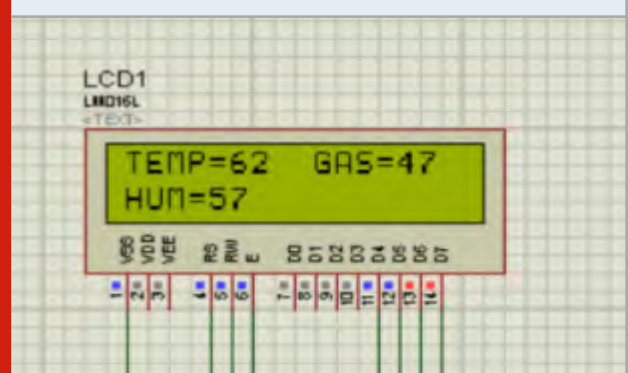 LCD1
LM016L
<TEXT>
TEMP=62 GAS=47
HUM=57
VSS VDD VEE RS RW E D0 D1 D2 D3 D4 D5 D6 D7
1 2 3 4 5 6 7 8 9 10 11 12 13 14